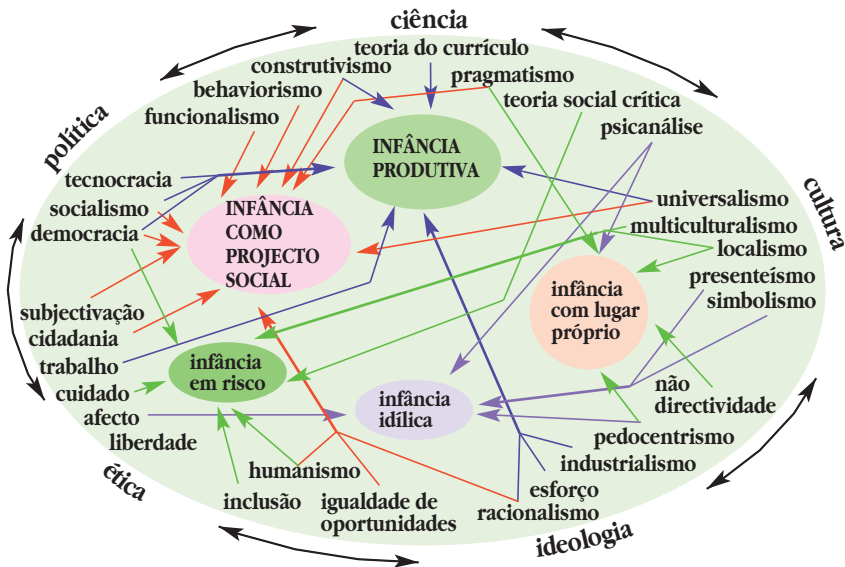 ciência
teoria do currículo
construtivismo
pragmatismo
behaviorismo
teoria social crítica
funcionalismo
psicanálise
política
INFÂNCIA
PRODUTIVA
tecnocracia
cultura
socialismo
universalismo
democracia
INFÂNCIA
COMO
PROJECTO
SOCIAL
multiculturalismo
localismo
presenteísmo
simbolismo
infância
com lugar
próprio
subjectivação
cidadania
trabalho
infância
em risco
cuidado
não
directividade
afecto
infância
idílica
liberdade
pedocentrismo
ética
humanismo
industrialismo
inclusão
igualdade de
oportunidades
esforço
racionalismo
ideologia